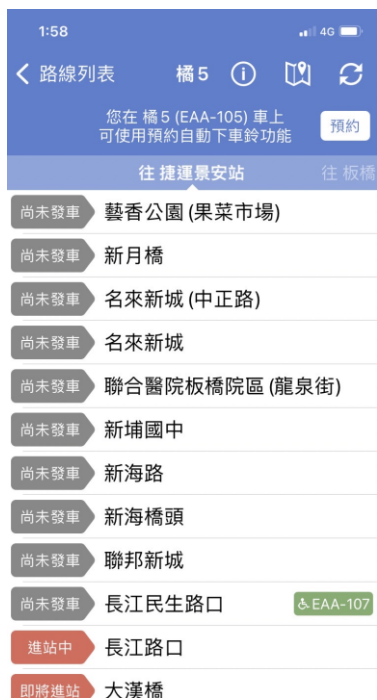 1:58
4G
路線列表
橘5
您在 橘5 (EAA-105) 車上
可使用預約自動下車鈴功能
預約
往 捷運景安站
往 板橋
尚未發車 藝香公園 (果菜市場)
尚未發車 新月橋
尚未發車 名來新城 (中正路)
尚未發車 名來新城
尚未發車 聯合醫院板橋院區 (龍泉街)
尚未發車 新埔國中
尚未發車 新海路
尚未發車 新海橋頭
尚未發車 聯邦新城
尚未發車 長江民生路口 EAA-107
進站中 長江路口
即將進站 大漢橋